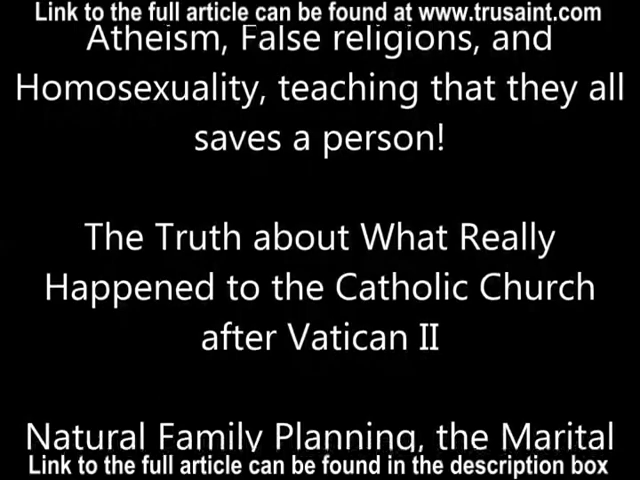 Link to the full article can be found at www.trusaint.com
Atheism, False religions, and
Homosexuality, teaching that they all
saves a person!
The Truth about What Really
Happened to the Catholic Church
after Vatican II
Natural Family Planning, the Marital
Link to the full article can be found in the description box